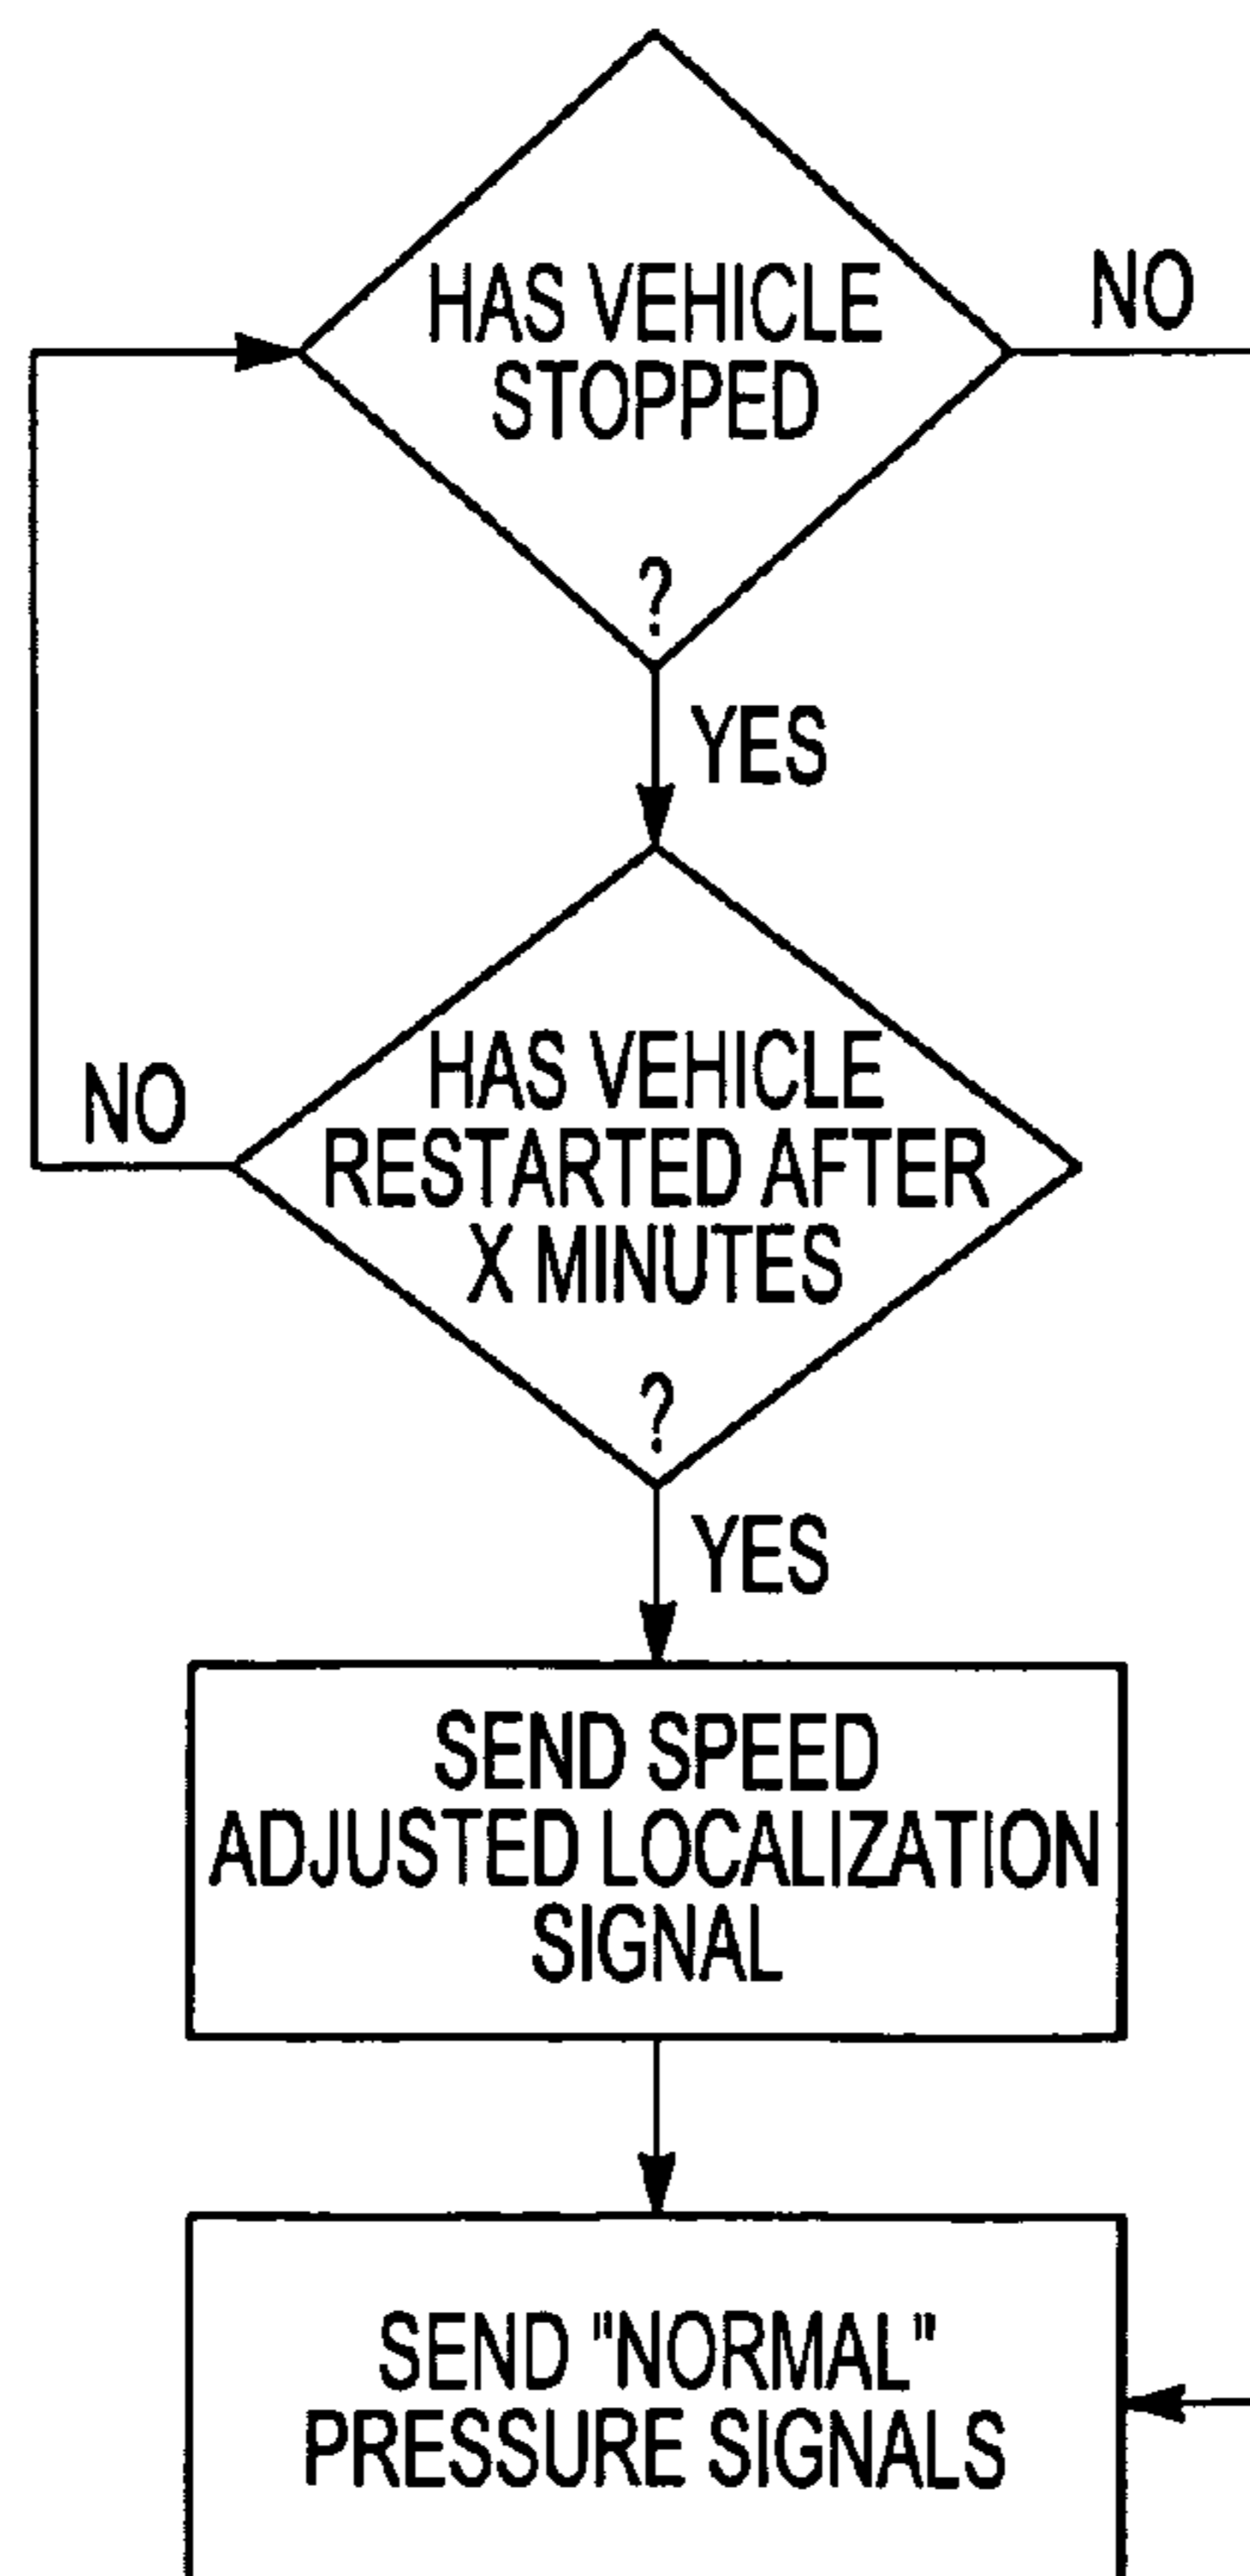 HAS VEHICLE
STOPPED
?
NO
YES
HAS VEHICLE
RESTARTED AFTER
X MINUTES
?
NO
YES
SEND SPEED
ADJUSTED LOCALIZATION
SIGNAL
SEND "NORMAL"
PRESSURE SIGNALS